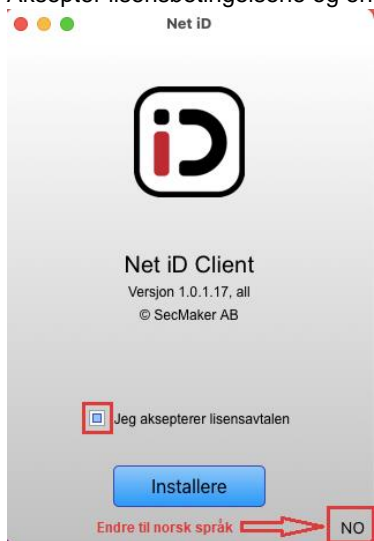 Net iD
iD
Net iD Client
Versjon 1.0.1.17, all
© SecMaker AB
Jeg aksepterer lisensavtalen
Installere
Endre til norsk språk
NO